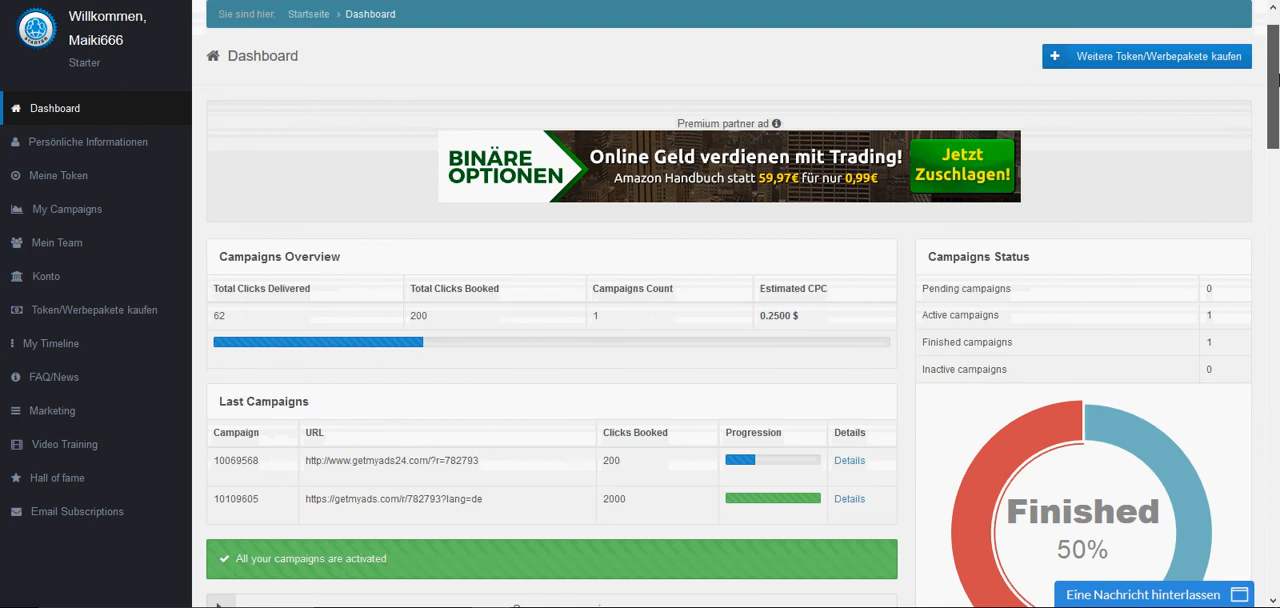 Willkommen,
Maiki666
Starter
STARTER
Dashboard
Persönliche Informationen
Meine Token
My Campaigns
Mein Team
Konto
Token/Werbepakete kaufen
My Timeline
FAQ/News
Marketing
Video Training
Hall of fame
Email Subscriptions
Sie sind hier: Startseite > Dashboard
Dashboard
Weitere Token/Werbepakete kaufen
Premium partner ad
BINÄRE
OPTIONEN
Online Geld verdienen mit Trading!
Amazon Handbuch statt 59,97€ für nur 0,99€
Jetzt
Zuschlagen!
Campaigns Overview
Total Clicks Delivered Total Clicks Booked Campaigns Count Estimated CPC
62 200 1 0.2500 $
Last Campaigns
Campaign URL Clicks Booked Progression Details
10069568 http://www.getmyads24.com/?r=782793 200 Details
10109605 https://getmyads.com/r/782793?lang=de 2000 Details
All your campaigns are activated
Campaigns Status
Pending campaigns 0
Active campaigns 1
Finished campaigns 1
Inactive campaigns 0
Finished
50%
Eine Nachricht hinterlassen